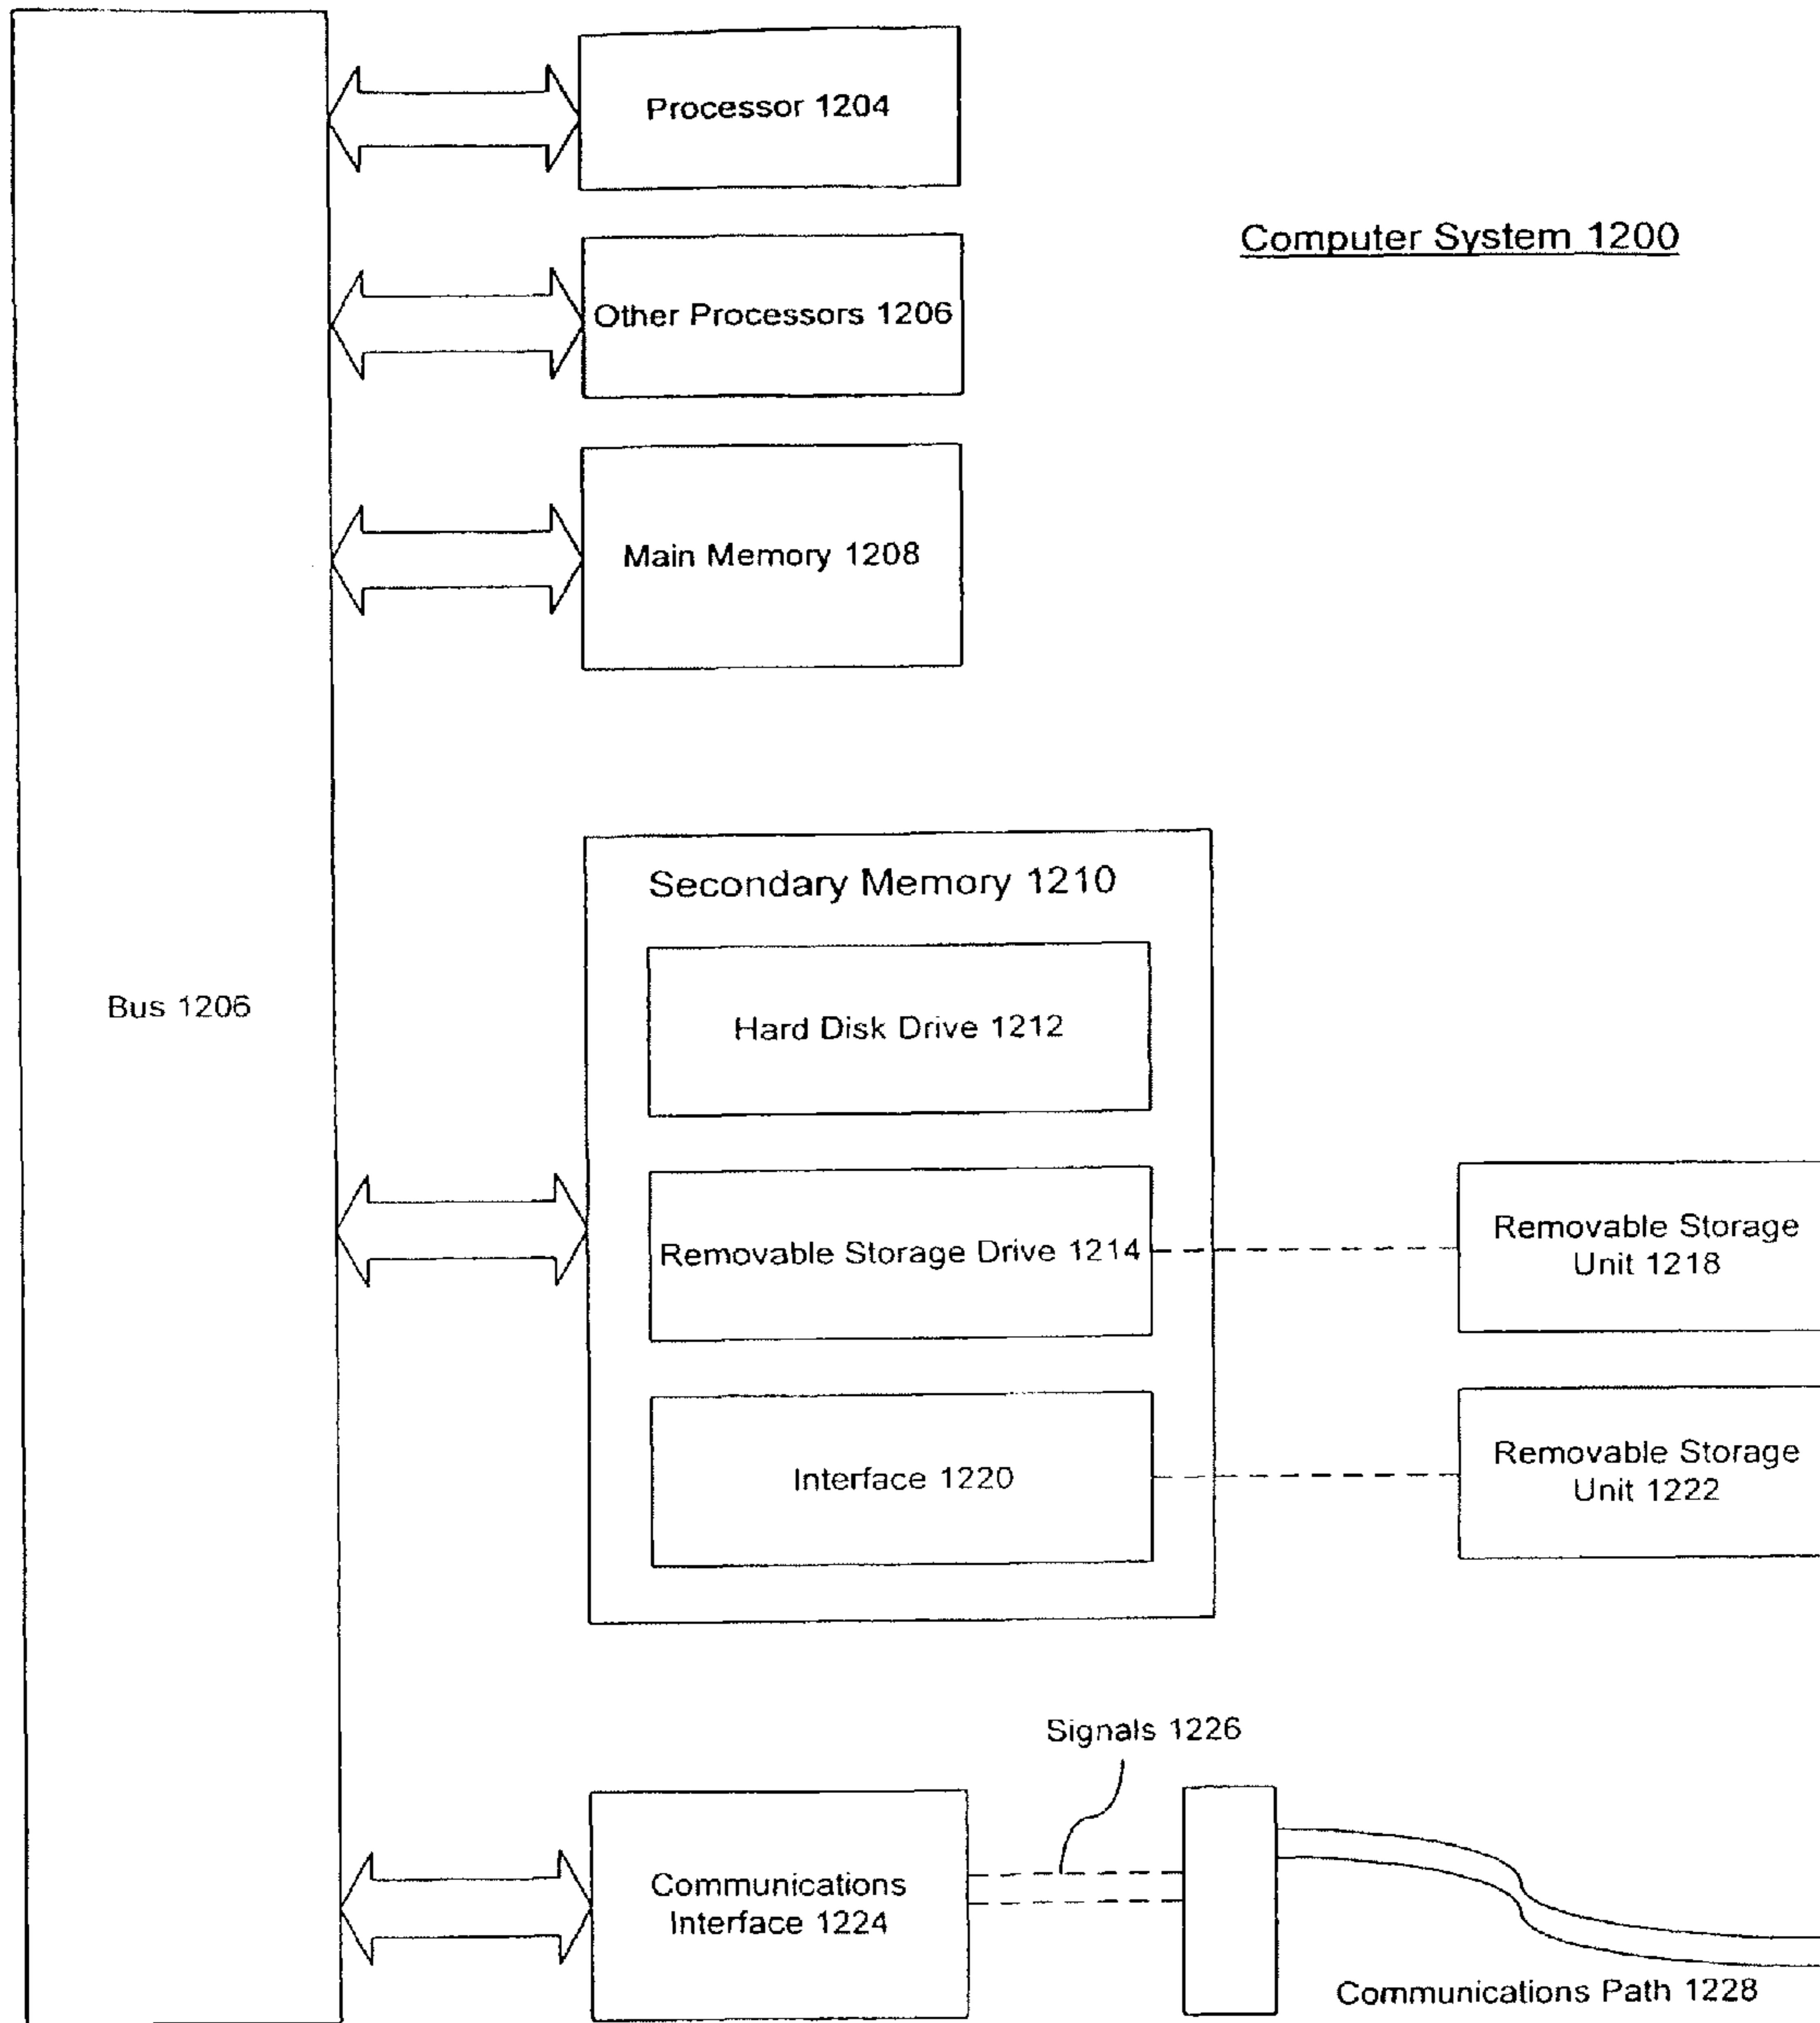 Processor 1204
Computer System 1200
Other Processors 1206
Main Memory 1208
Secondary Memory 1210
Bus 1206
Hard Disk Drive 1212
Removable Storage Drive 1214
Removable Storage
Unit 1218
Interface 1220
Removable Storage
Unit 1222
Signals 1226
Communications
Interface 1224
Communications Path 1228